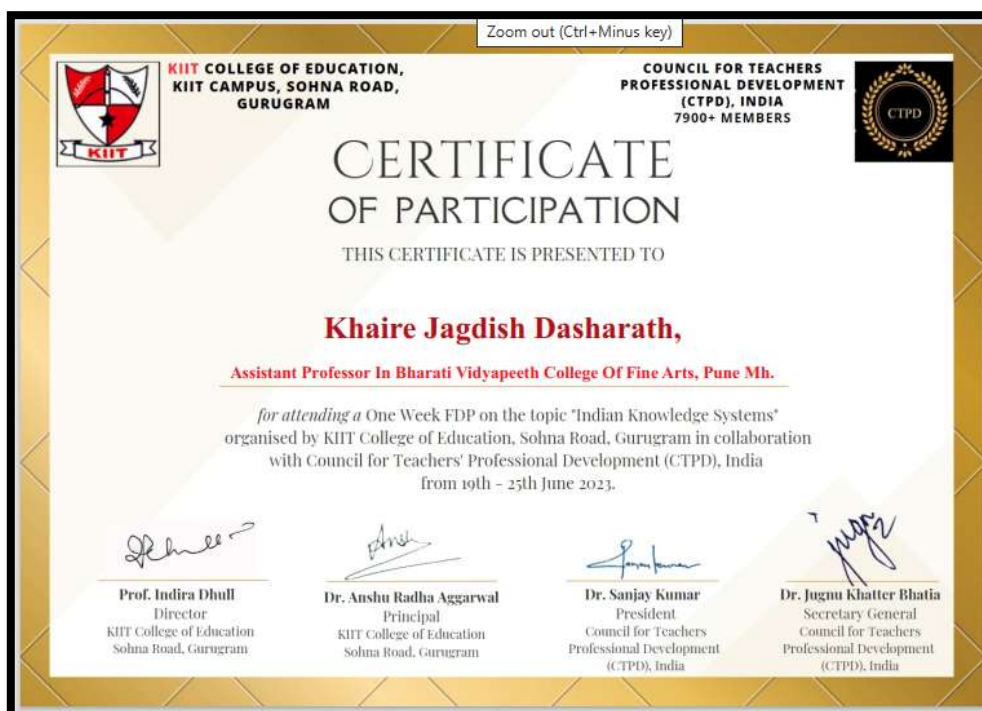 Zoom out (Ctrl+Minus key)
KIIT COLLEGE OF EDUCATION,
KIIT CAMPUS, SOHNA ROAD,
GURUGRAM
COUNCIL FOR TEACHERS
PROFESSIONAL DEVELOPMENT
(CTPD), INDIA
7900+ MEMBERS
KIIT
CTPD
CERTIFICATE
OF PARTICIPATION
THIS CERTIFICATE IS PRESENTED TO
Khaire Jagdish Dasharath,
Assistant Professor In Bharati Vidyapeeth College Of Fine Arts, Pune Mh.
for attending a One Week FDP on the topic "Indian Knowledge Systems"
organised by KIIT College of Education, Sohna Road, Gurugram in collaboration
with Council for Teachers' Professional Development (CTPD), India
from 19th - 25th June 2023.
Prof. Indira Dhull
Director
KIIT College of Education
Sohna Road, Gurugram
Anshu
Dr. Anshu Radha Aggarwal
Principal
KIIT College of Education
Sohna Road, Gurugram
Dr. Sanjay Kumar
President
Council for Teachers
Professional Development
(CTPD), India
Dr. Jugnu Khatter Bhatia
Secretary General
Council for Teachers
Professional Development
(CTPD), India